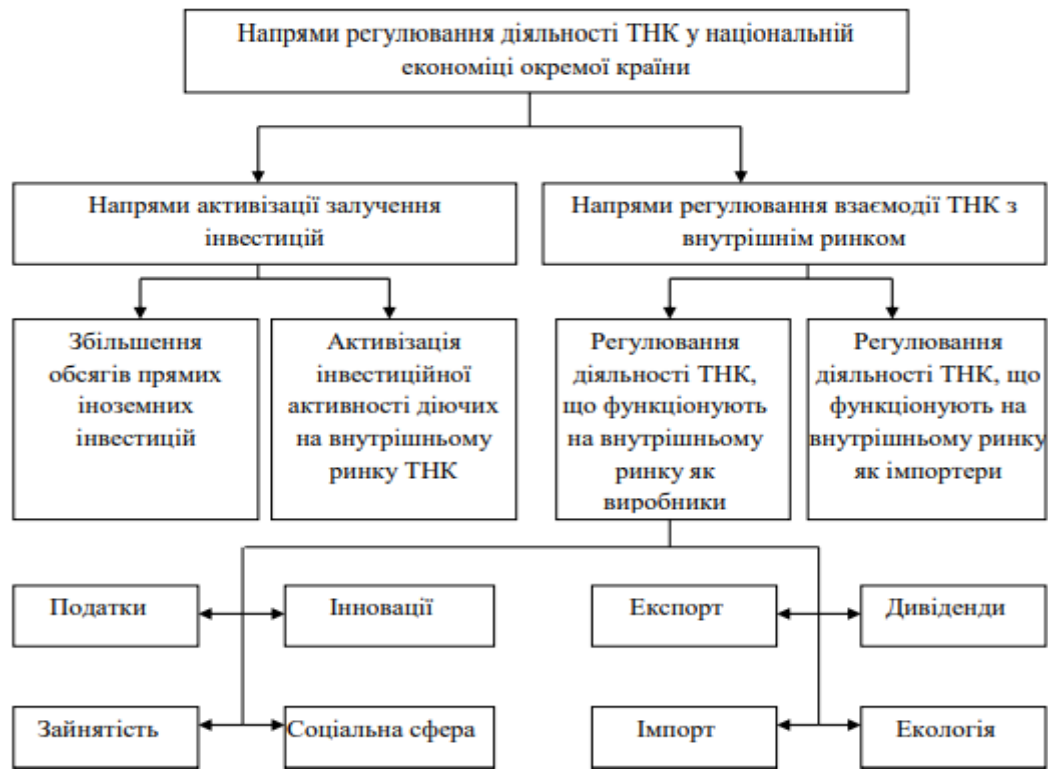 Напрями регулювання діяльності ТНК у національній
економіці окремої країни
Напрями активізації залучення
інвестицій
Напрями регулювання взаємодії ТНК з
внутрішнім ринком
Збільшення
обсягів прямих
іноземних
інвестицій
Активізація
інвестиційної
активності діючих
на внутрішньому
ринку ТНК
Регулювання
діяльності ТНК,
що функціонують
на внутрішньому
ринку як
виробники
Регулювання
діяльності ТНК, що
функціонують на
внутрішньому ринку
як імпортери
Податки
Інновації
Експорт
Дивіденди
Зайнятість
Соціальна сфера
Імпорт
Екологія